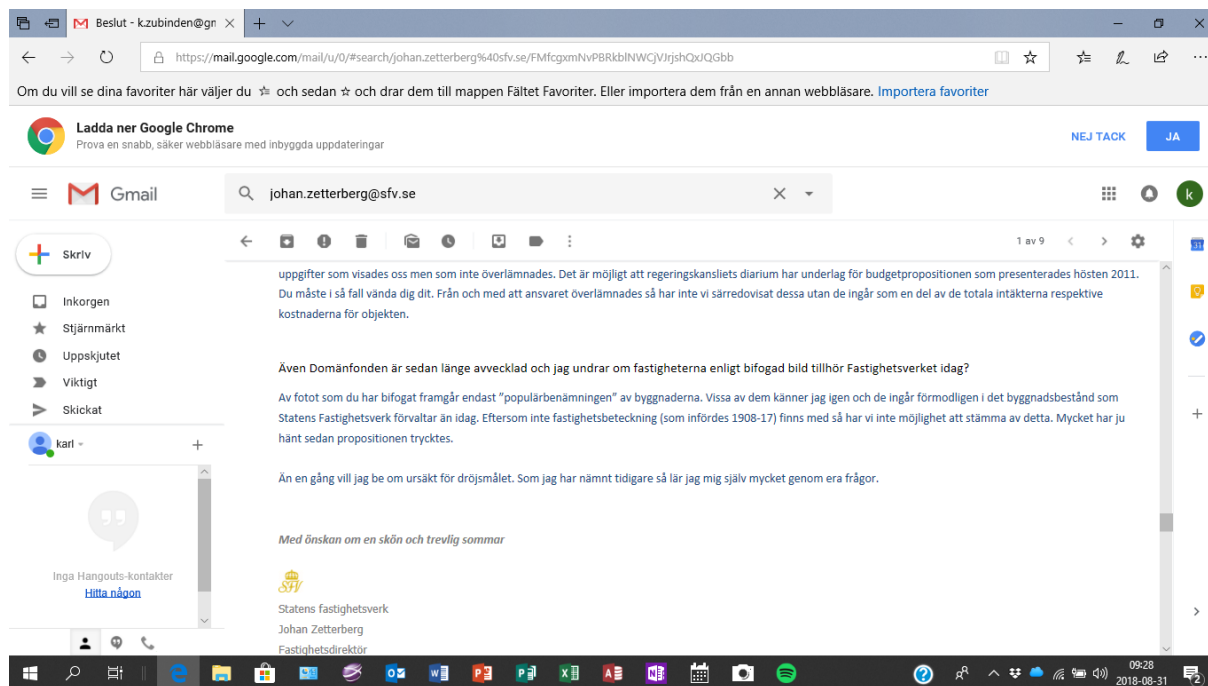 Beslut - k.zubinden@gn
https://mail.google.com/mail/u/0/#search/johan.zetterberg%40sfv.se/FMfcgxmNvPBRkblNWCjVJrjshQxJQGbb
Om du vill se dina favoriter här väljer du och sedan och drar dem till mappen Fältet Favoriter. Eller importera dem från en annan webbläsare. Importera favoriter
Ladda ner Google Chrome
Prova en snabb, säker webbläsare med inbyggda uppdateringar
NEJ TACK
JA
Gmail
johan.zetterberg@sfv.se
k
Skriv
1 av 9
31
Inkorgen
Stjärnmärkt
Uppskjutet
Viktigt
Skickat
karl
Inga Hangouts-kontakter
Hitta någon
uppgifter som visades oss men som inte överlämnades. Det är möjligt att regeringskansliets diarium har underlag för budgetpropositionen som presenterades hösten 2011.
Du måste i så fall vända dig dit. Från och med att ansvaret överlämnades så har inte vi särredovisat dessa utan de ingår som en del av de totala intäkterna respektive
kostnaderna för objekten.
Även Domänfonden är sedan länge avvecklad och jag undrar om fastigheterna enligt bifogad bild tillhör Fastighetsverket idag?
Av fotot som du har bifogat framgår endast ”populärbenämningen” av byggnaderna. Vissa av dem känner jag igen och de ingår förmodligen i det byggnadsbestånd som
Statens Fastighetsverk förvaltar än idag. Eftersom inte fastighetsbeteckning (som infördes 1908-17) finns med så har vi inte möjlighet att stämma av detta. Mycket har ju
hänt sedan propositionen trycktes.
Än en gång vill jag be om ursäkt för dröjsmålet. Som jag har nämnt tidigare så lär jag mig själv mycket genom era frågor.
Med önskan om en skön och trevlig sommar
SFV
Statens fastighetsverk
Johan Zetterberg
Fastighetsdirektör
09:28
2018-08-31